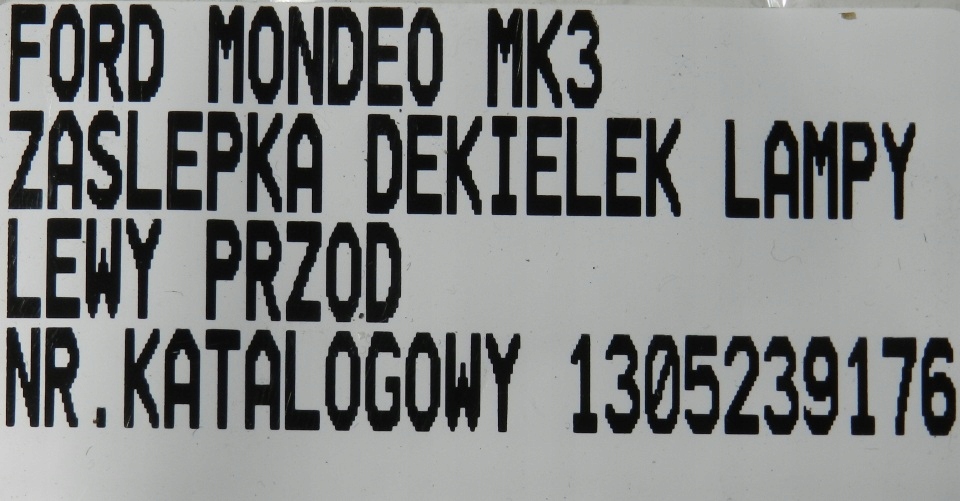 FORD MONDEO MK3
ZASLEPKA DEKIELEK LAMPY
LEWY PRZOD
NR.KATALOGOWY 1305239176